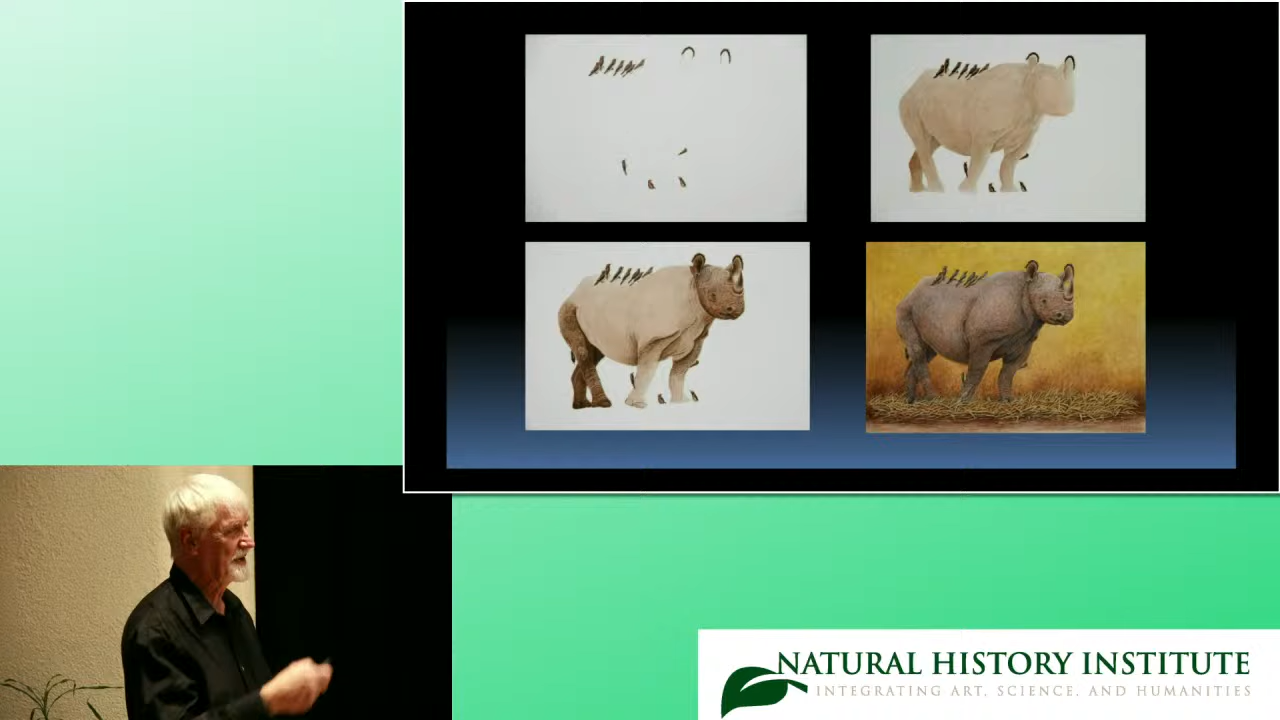 NATURAL HISTORY INSTITUTE
INTEGRATING ART, SCIENCE, AND HUMANITIES